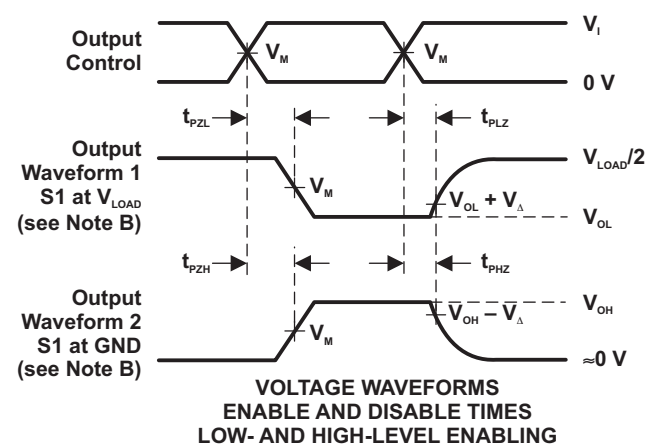 Output
Control
V_M
V_M
V_I
0 V
t_PZL
t_PLZ
Output
Waveform 1
S1 at V_LOAD
(see Note B)
V_M
V_OL + V_Δ
V_LOAD/2
V_OL
t_PZH
t_PHZ
Output
Waveform 2
S1 at GND
(see Note B)
V_M
V_OH – V_Δ
V_OH
≈0 V
VOLTAGE WAVEFORMS
ENABLE AND DISABLE TIMES
LOW- AND HIGH-LEVEL ENABLING